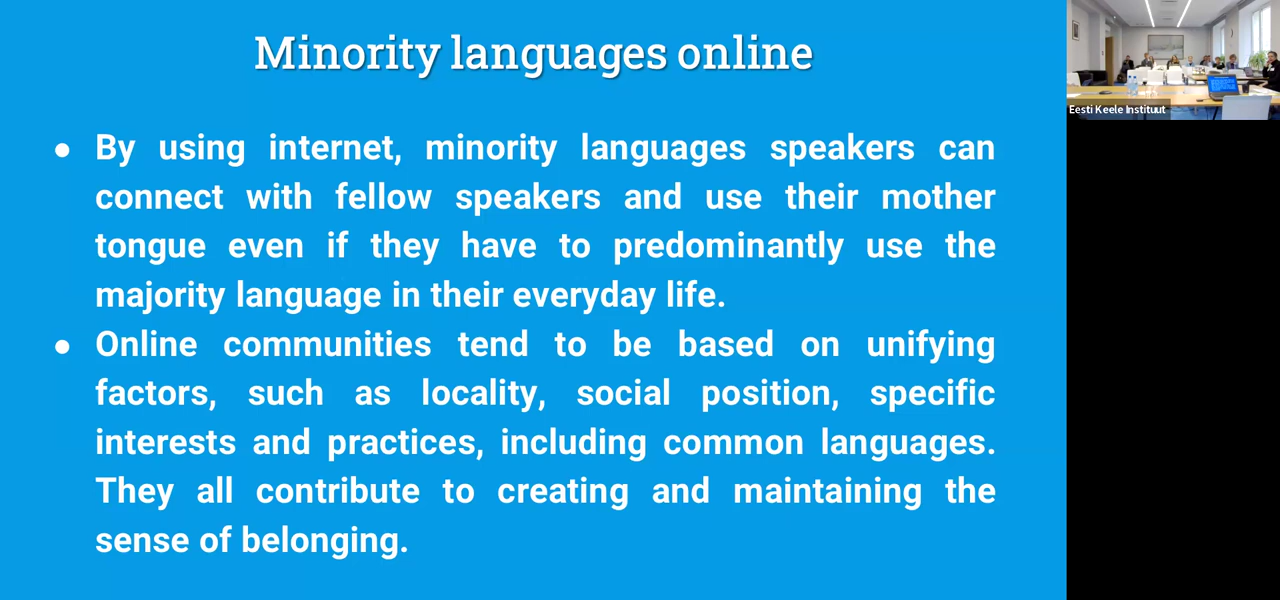 Minority languages online
● By using internet, minority languages speakers can
connect with fellow speakers and use their mother
tongue even if they have to predominantly use the
majority language in their everyday life.
● Online communities tend to be based on unifying
factors, such as locality, social position, specific
interests and practices, including common languages.
They all contribute to creating and maintaining the
sense of belonging.
Eesti Keele Instituut